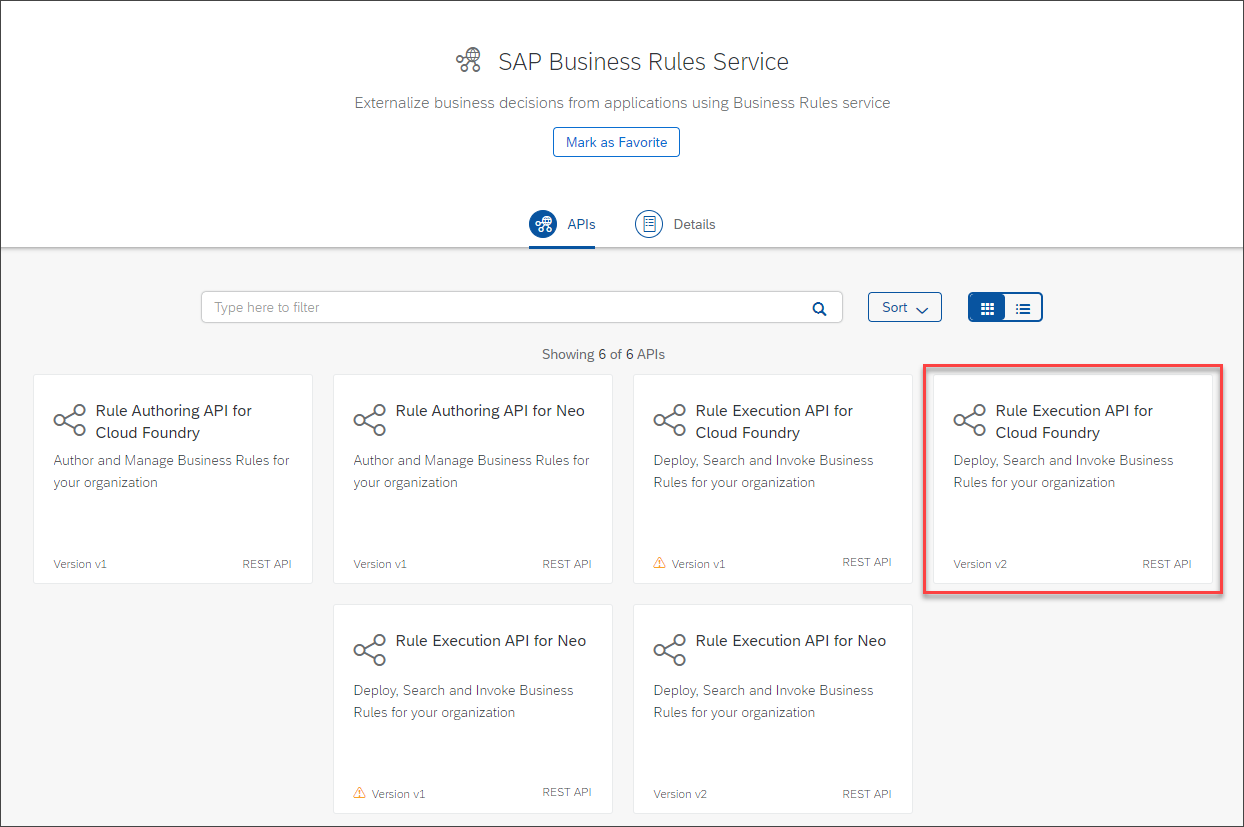 SAP Business Rules Service
Externalize business decisions from applications using Business Rules service
Mark as Favorite
APIs
Details
Type here to filter
Sort
Showing 6 of 6 APIs
Rule Authoring API for
Cloud Foundry
Author and Manage Business Rules for
your organization
Version v1
REST API
Rule Authoring API for Neo
Author and Manage Business Rules for
your organization
Version v1
REST API
Rule Execution API for
Cloud Foundry
Deploy, Search and Invoke Business
Rules for your organization
Version v1
REST API
Rule Execution API for
Cloud Foundry
Deploy, Search and Invoke Business
Rules for your organization
Version v2
REST API
Rule Execution API for Neo
Deploy, Search and Invoke Business
Rules for your organization
Version v1
REST API
Rule Execution API for Neo
Deploy, Search and Invoke Business
Rules for your organization
Version v2
REST API